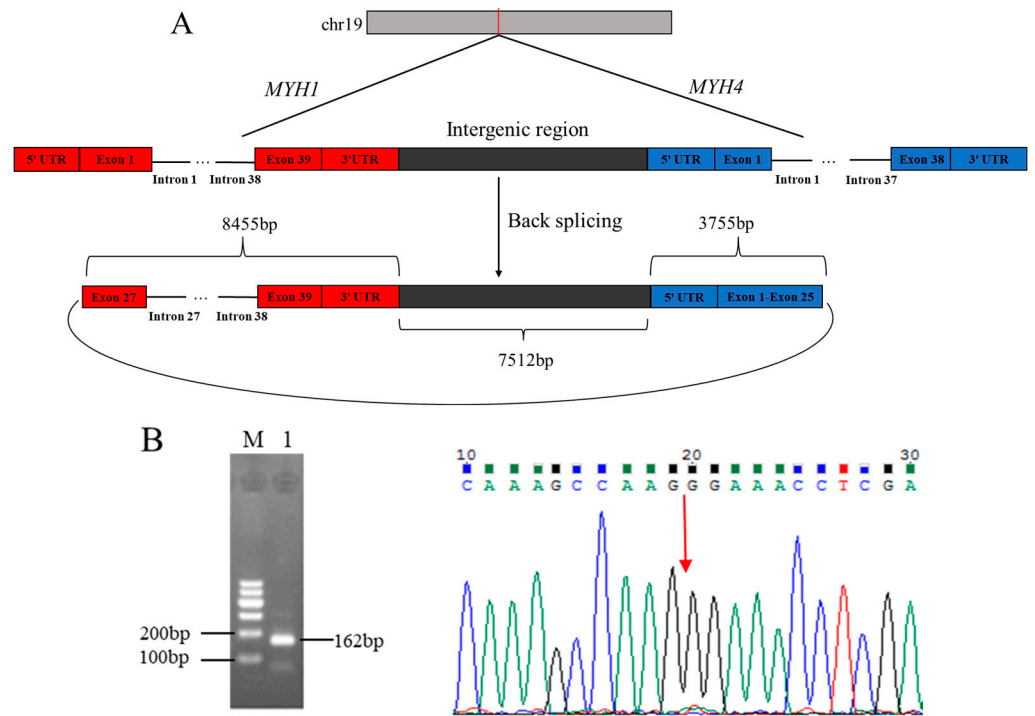 A
chr19
MYH1
MYH4
Intergenic region
5' UTR Exon 1 ... Exon 39 3'UTR 5' UTR Exon 1 ... Exon 38 3' UTR
Intron 1 Intron 38 Intron 1 Intron 37
Back splicing
8455bp 3755bp
Exon 27 ... Exon 39 3' UTR 5' UTR Exon 1-Exon 25
Intron 27 Intron 38
7512bp
B
M 1
200bp
162bp
100bp
10 20 30
C A A A G C C A A G G G A A A C C T C G A